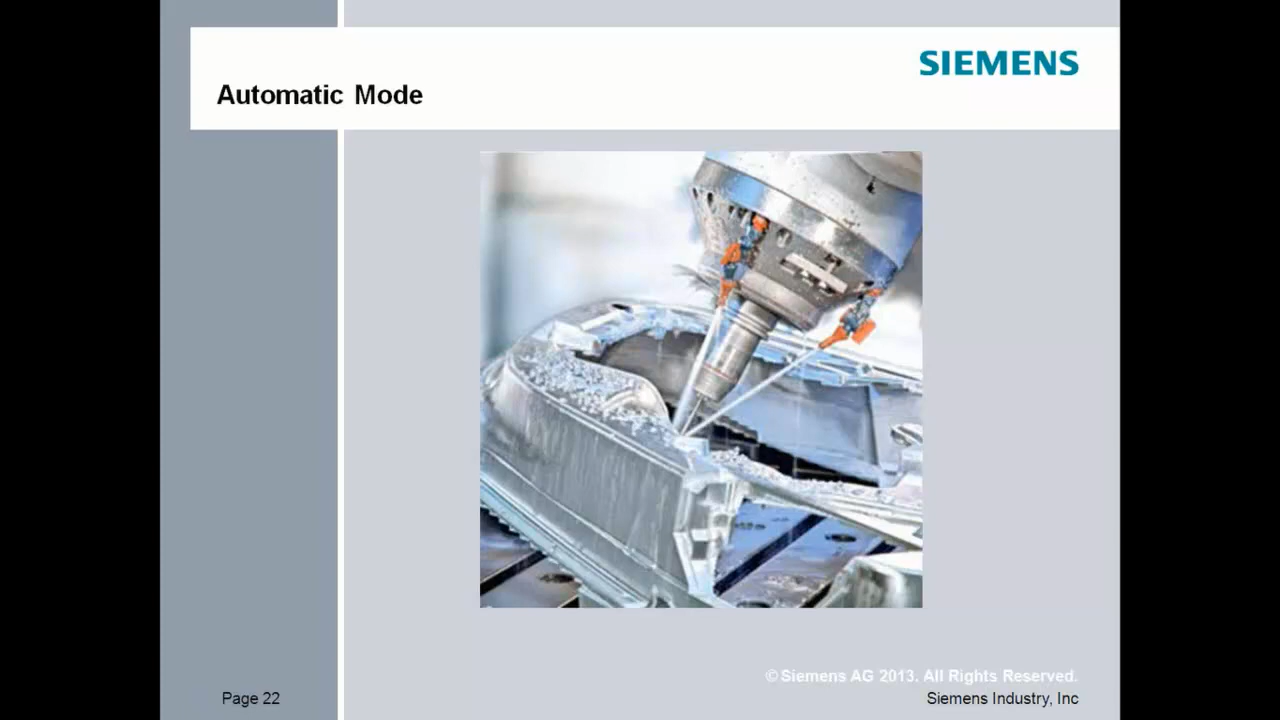 SIEMENS
Automatic Mode
© Siemens AG 2013. All Rights Reserved.
Page 22
Siemens Industry, Inc